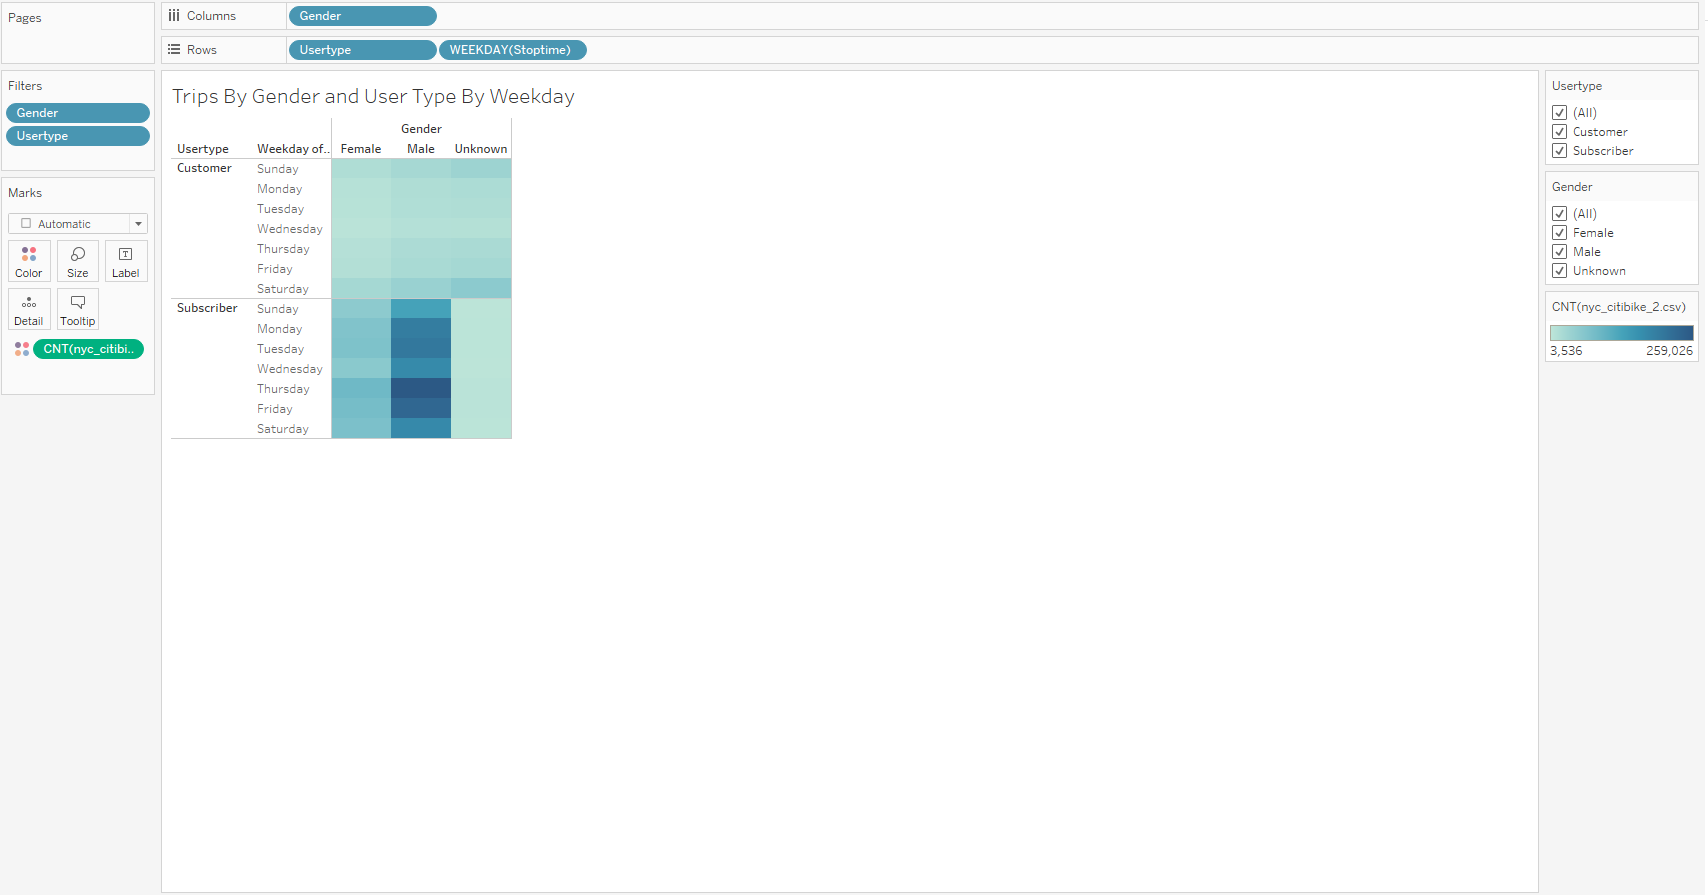 Pages
Columns
Gender
Rows
Usertype
WEEKDAY(Stoptime)
Filters
Gender
Usertype
Marks
Automatic
Color
Size
Label
Detail
Tooltip
CNT(nyc_citibi..
Trips By Gender and User Type By Weekday
Gender
Usertype Weekday of.. Female Male Unknown
Customer Sunday
Monday
Tuesday
Wednesday
Thursday
Friday
Saturday
Subscriber Sunday
Monday
Tuesday
Wednesday
Thursday
Friday
Saturday
Usertype
(All)
Customer
Subscriber
Gender
(All)
Female
Male
Unknown
CNT(nyc_citibike_2.csv)
3,536 259,026